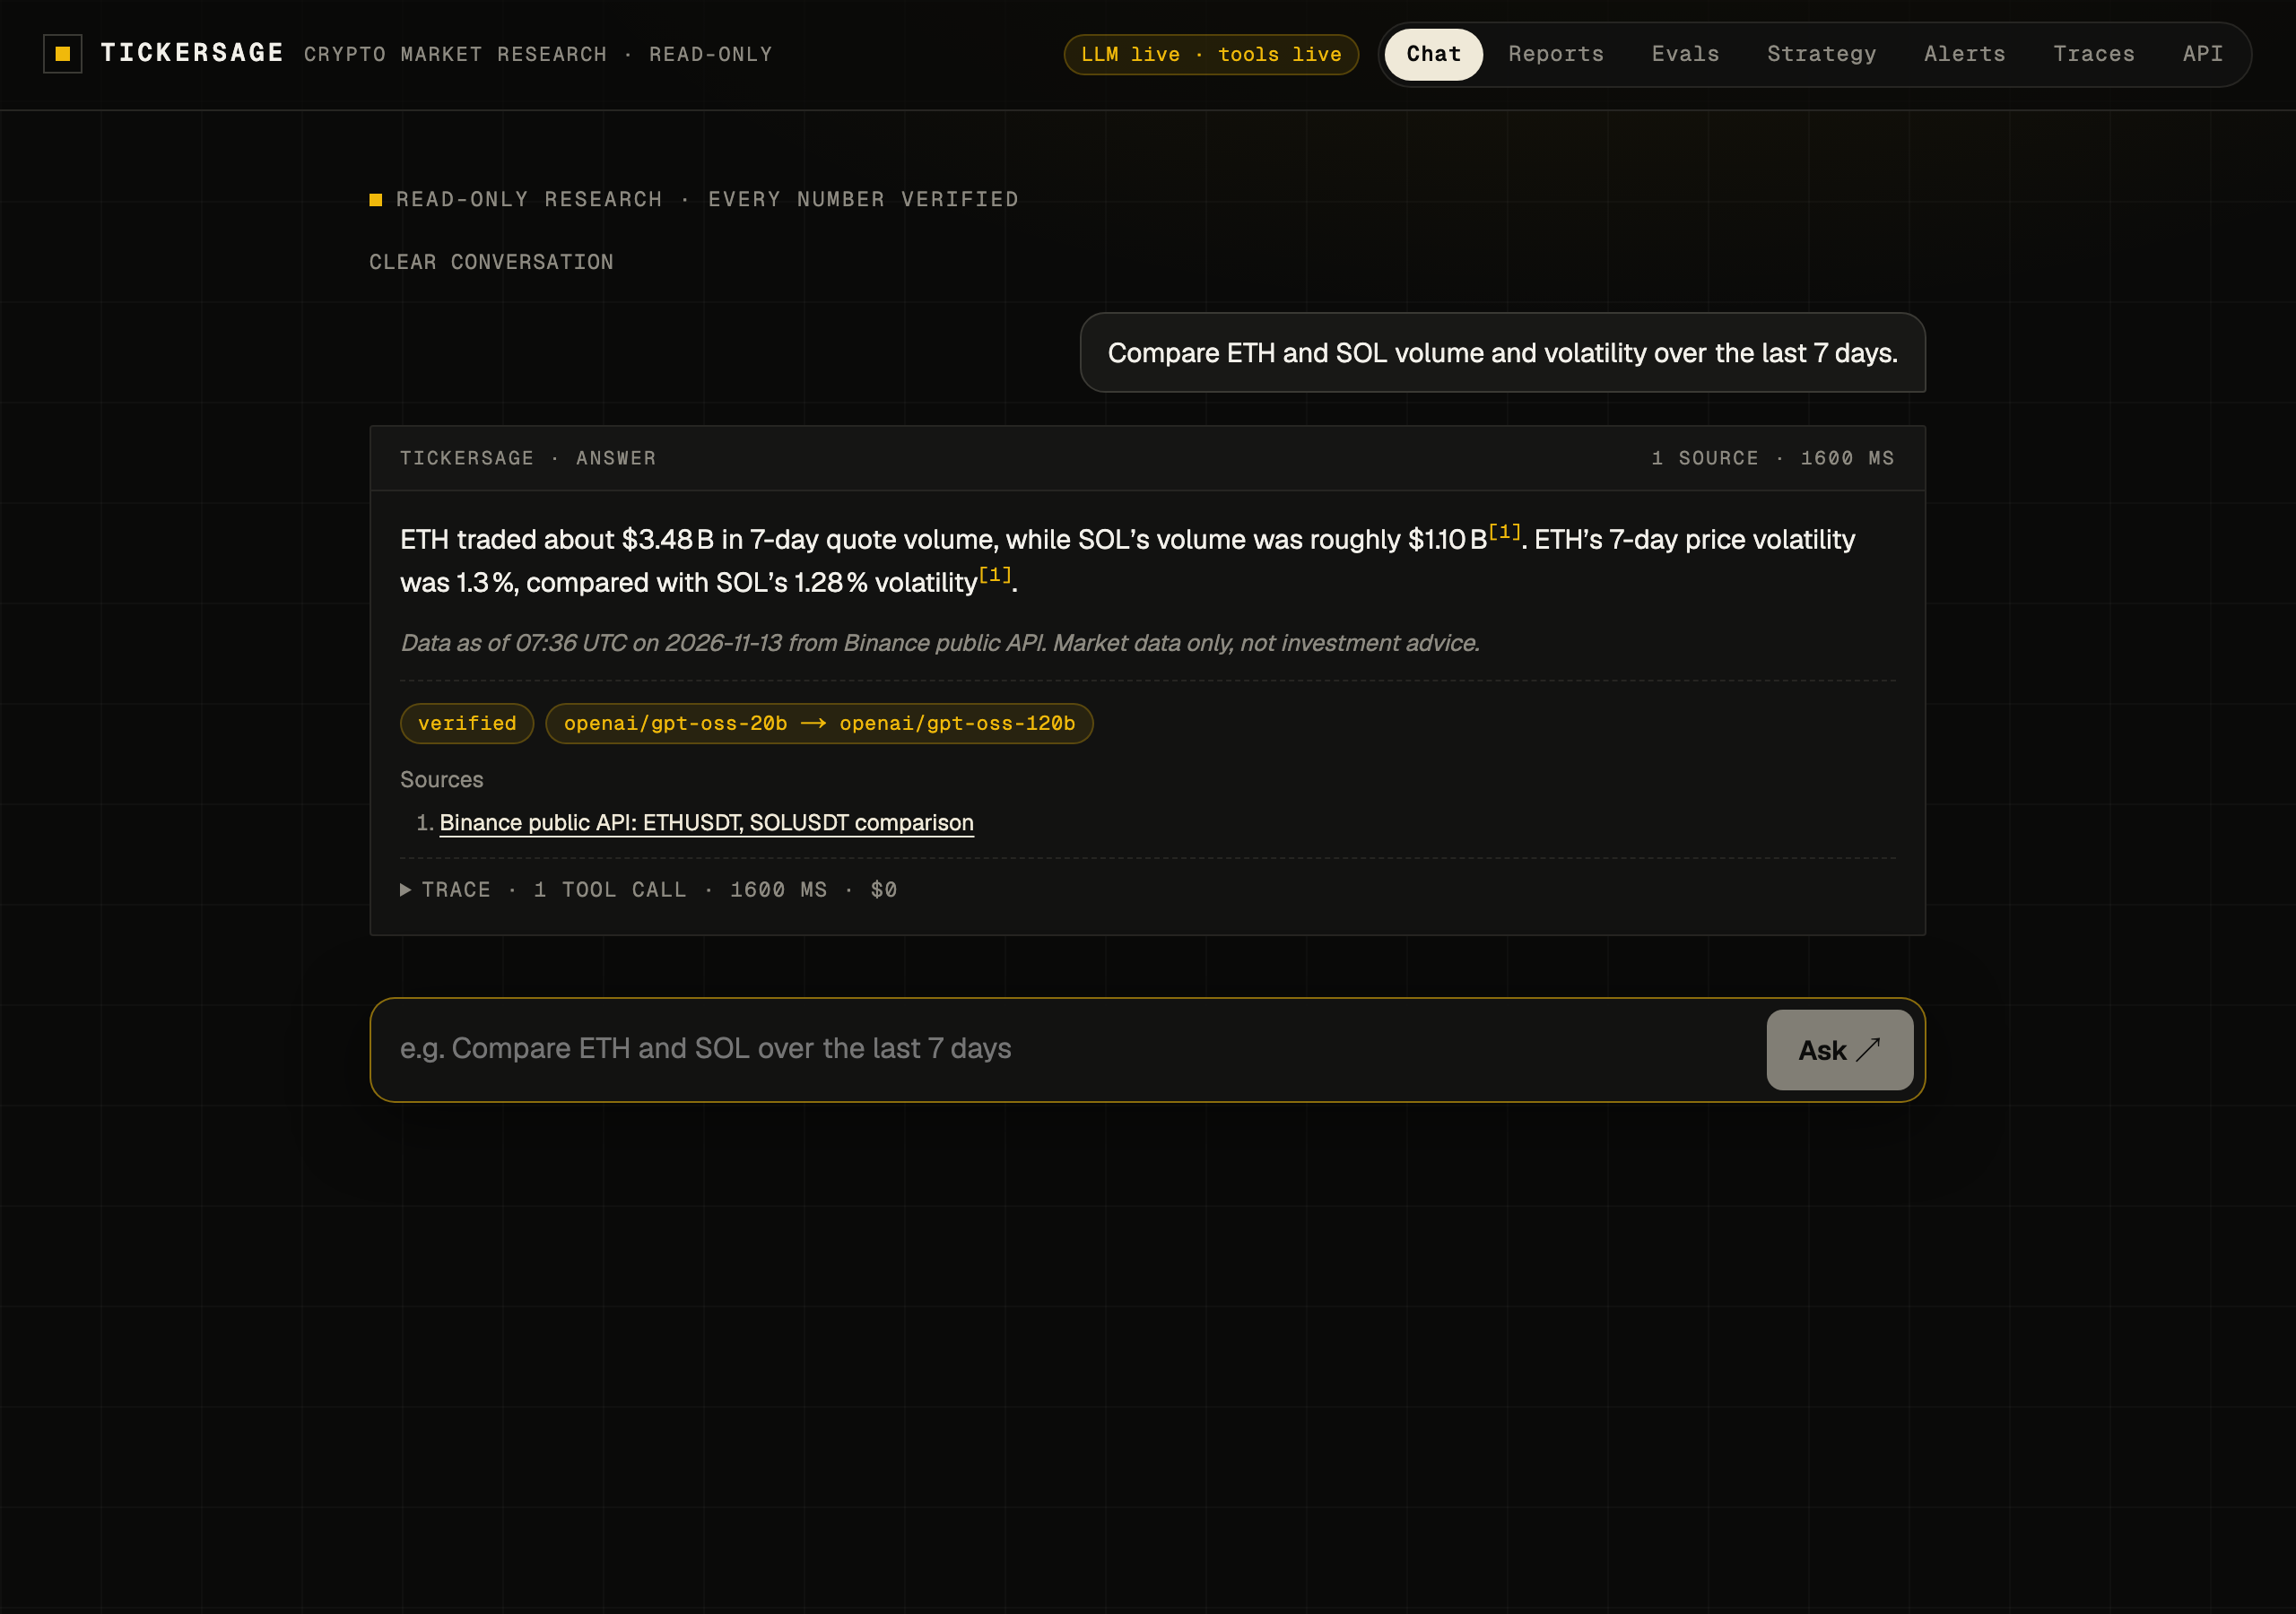 TICKERSAGE CRYPTO MARKET RESEARCH · READ-ONLY
LLM live · tools live
Chat Reports Evals Strategy Alerts Traces API
READ-ONLY RESEARCH · EVERY NUMBER VERIFIED
CLEAR CONVERSATION
Compare ETH and SOL volume and volatility over the last 7 days.
TICKERSAGE · ANSWER
1 SOURCE · 1600 MS
ETH traded about $3.48 B in 7-day quote volume, while SOL’s volume was roughly $1.10 B[1]. ETH’s 7-day price volatility
was 1.3 %, compared with SOL’s 1.28 % volatility[1].
Data as of 07:36 UTC on 2026-11-13 from Binance public API. Market data only, not investment advice.
verified
openai/gpt-oss-20b → openai/gpt-oss-120b
Sources
1. Binance public API: ETHUSDT, SOLUSDT comparison
▶ TRACE · 1 TOOL CALL · 1600 MS · $0
e.g. Compare ETH and SOL over the last 7 days
Ask ↗